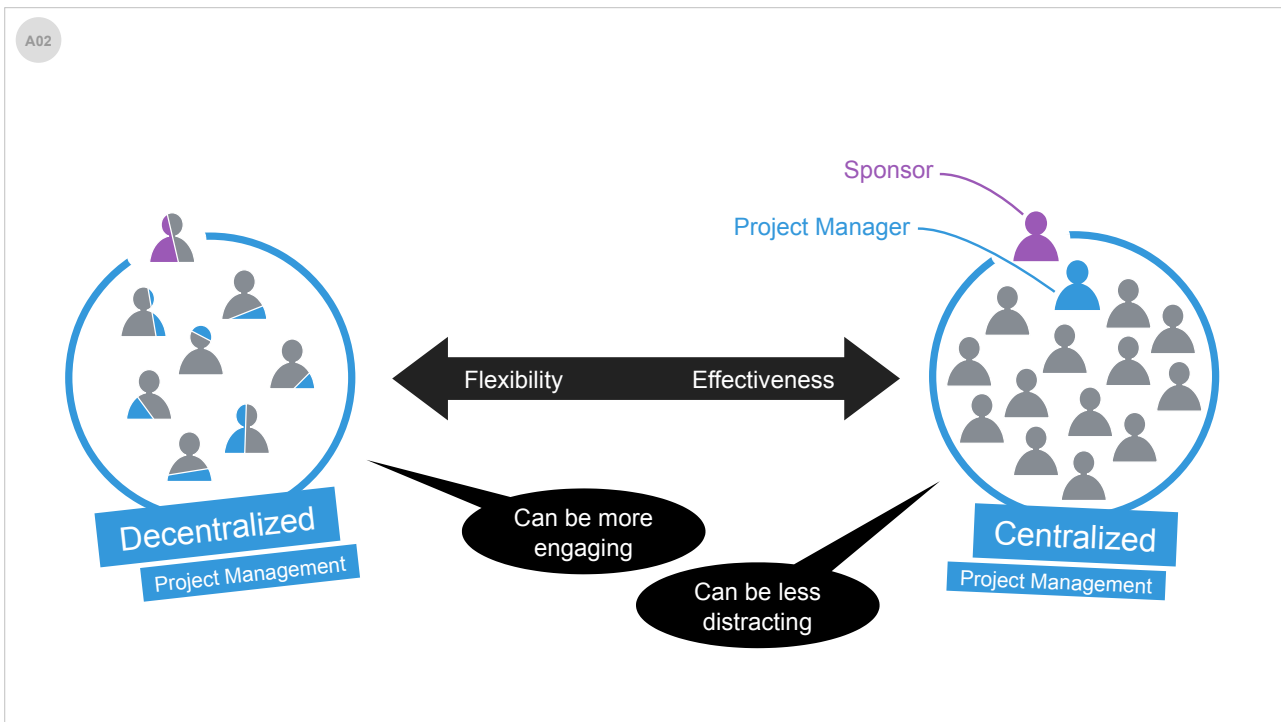 A02
Sponsor
Project Manager
Flexibility
Effectiveness
Can be more
engaging
Can be less
distracting
Decentralized
Project Management
Centralized
Project Management